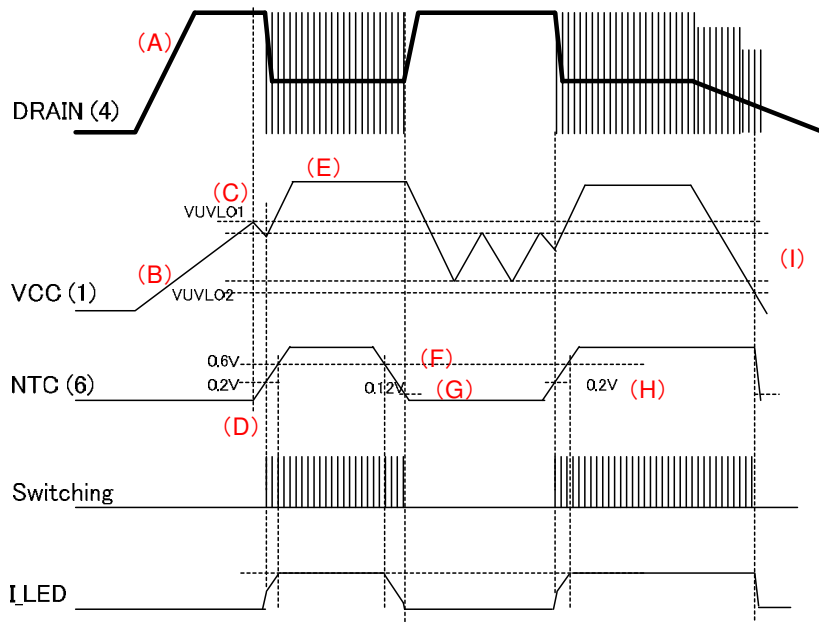 (A)
DRAIN (4)
(C)
(E)
VUVLO1
(B)
(I)
VCC (1)
VUVLO2
0.6V
(F)
NTC (6)
0.2V
0.12V
(G)
0.2V
(H)
(D)
Switching
I_LED